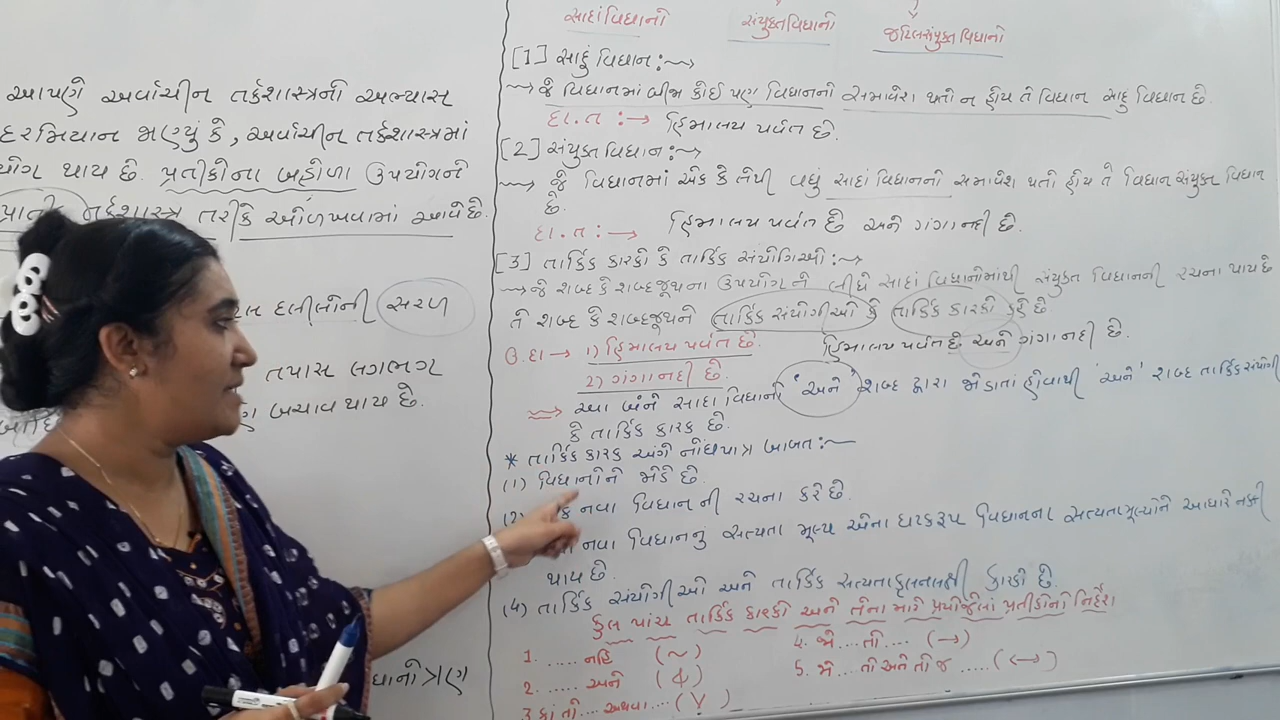 આપણે અર્વાચીન તર્કશાસ્ત્રની અભ્યાસ
દરમિયાન જાણ્યું કે, અર્વાચીન તર્કશાસ્ત્રમાં
યોગ થાય છે. પ્રતીકોના બહોળા ઉપયોગને
તર્કશાસ્ત્ર તરીકે ઓળખવામાં આવે છે.
દલીલોની સરળ
તપાસ લગભગ
બચાવ થાય છે.
સાદાં વિધાનો સંયુક્ત વિધાનો જટિલ સંયુક્ત વિધાનો
[1] સાદું વિધાન :⤳
⤳ જે વિધાનમાં બીજા કોઈ પણ વિધાનનો સમાવેશ થતો ન હોય તે વિધાન સાદું વિધાન છે.
દા.ત :→ હિમાલય પર્વત છે.
[2] સંયુક્ત વિધાન :⤳
⤳ જે વિધાનમાં એક કે તેથી વધુ સાદાં વિધાનનો સમાવેશ થતો હોય તે વિધાન સંયુક્ત વિધાન
છે.
દા.ત :→ હિમાલય પર્વત છે અને ગંગા નદી છે.
[3] તાર્કિક કારકો કે તાર્કિક સંયોગિઓ :⤳
⤳ જે શબ્દ કે શબ્દજૂથના ઉપયોગને લીધે સાદાં વિધાનોમાંથી સંયુક્ત વિધાનની રચના થાય છે
તે શબ્દ કે શબ્દજૂથને તાર્કિક સંયોગીઓ કે તાર્કિક કારકો કહે છે
ઉ.દા → 1) હિમાલય પર્વત છે. હિમાલય પર્વત છે અને ગંગા નદી છે.
2) ગંગા નદી છે.
⤳ આ બંને સાદા વિધાનો 'અને' શબ્દ દ્વારા જોડાતાં હોવાથી 'અને' શબ્દ તાર્કિક સંયોગી
કે તાર્કિક કારક છે.
* તાર્કિક કારક અંગે નોંધપાત્ર બાબત :~
(1) વિધાનોને જોડે છે.
(2) નવા વિધાન ની રચના કરે છે.
નવા વિધાનનું સત્યતા મૂલ્ય એના ઘટકરૂપ વિધાનના સત્યતામૂલ્યોને આધારે નક્કી
થાય છે.
(4) તાર્કિક સંયોગીઓ અને તાર્કિક સત્યતાફલનલક્ષી કારકો છે.
કુલ પાંચ તાર્કિક કારકો અને તેના માટે પ્રયોજેલાં પ્રતીકોનો નિર્દેશ
1. ...... નહિ (~) 4. જો ... તો .... (→)
2. ...... અને (&) 5. જો ... તો અને તો જ ..... (↔)
3. કાં તો .... અથવા ... (V)